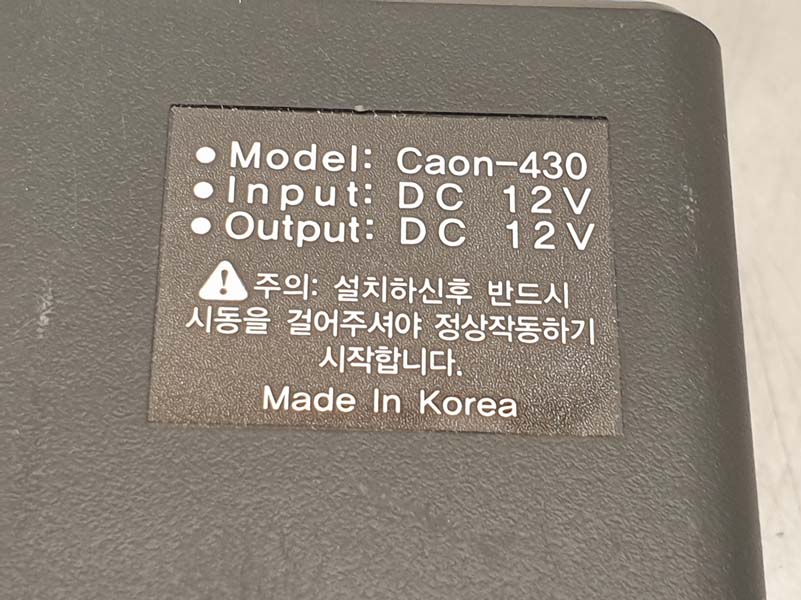 ● Model: Caon-430
● Input: DC 12V
● Output: DC 12V
⚠ 주의: 설치하신후 반드시
시동을 걸어주셔야 정상작동하기
시작합니다.
Made In Korea